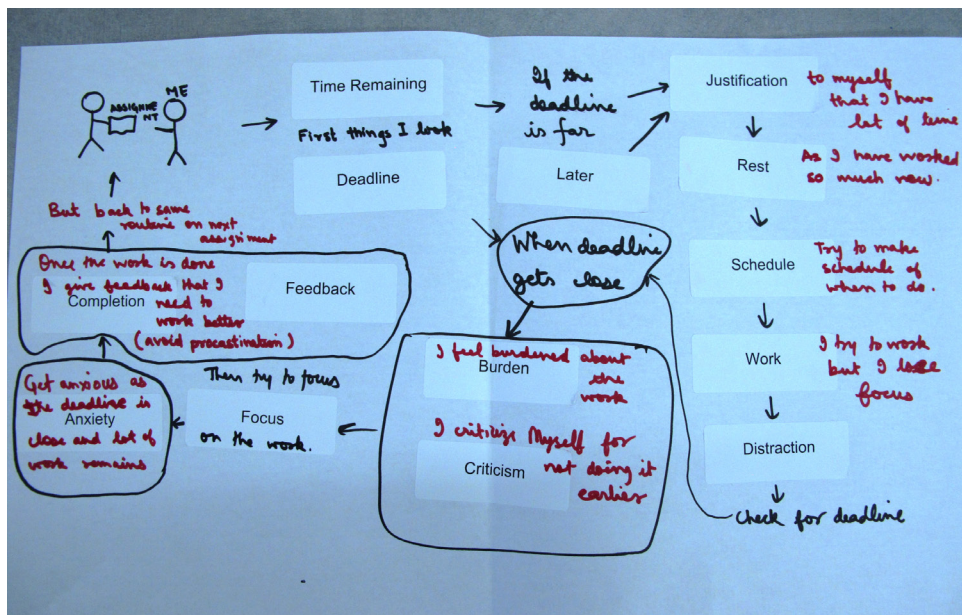 ME
ASSIGNME
NT
Time Remaining
First things I look
Deadline
If the
deadline
is far
Later
Justification
to myself
that I have
lot of time
Rest
As I have worked
so much now.
Schedule
Try to make
schedule of
when to do.
Work
I try to work
but I lose
focus
Distraction
Check for deadline
When deadline
gets close
I feel burdened about
Burden
the
work
I criticize Myself for
Criticism
not doing it
earlier
Then try to focus
Focus
on the work.
Get anxious as
the deadline is
Anxiety
close and lot of
work remains
Once the work is done
I give feedback that I
Completion
Feedback
need to
work better
(avoid procastination)
But back to same
routine on next
assignment